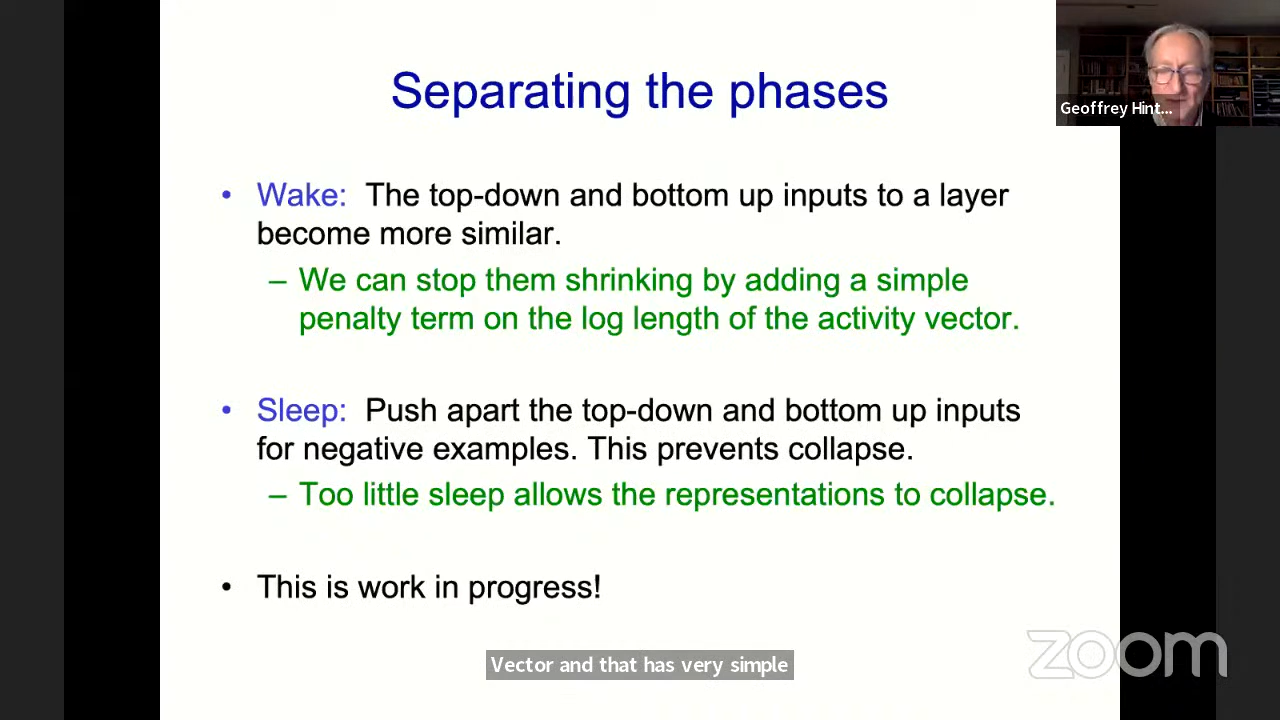 Separating the phases
Geoffrey Hint...
• Wake: The top-down and bottom up inputs to a layer
become more similar.
– We can stop them shrinking by adding a simple
penalty term on the log length of the activity vector.
• Sleep: Push apart the top-down and bottom up inputs
for negative examples. This prevents collapse.
– Too little sleep allows the representations to collapse.
• This is work in progress!
Vector and that has very simple
zoom